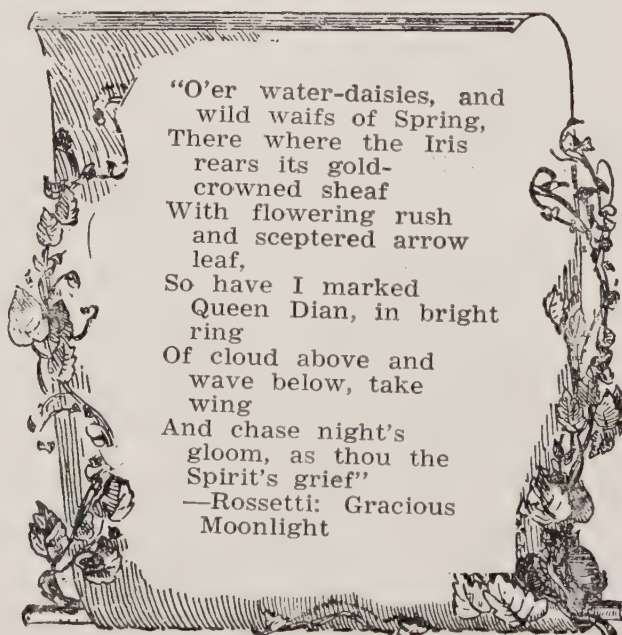 “O’er water-daisies, and
wild waifs of Spring,
There where the Iris
rears its gold-
crowned sheaf
With flowering rush
and sceptered arrow
leaf,
So have I marked
Queen Dian, in bright
ring
Of cloud above and
wave below, take
wing
And chase night’s
gloom, as thou the
Spirit’s grief”
—Rossetti: Gracious
Moonlight